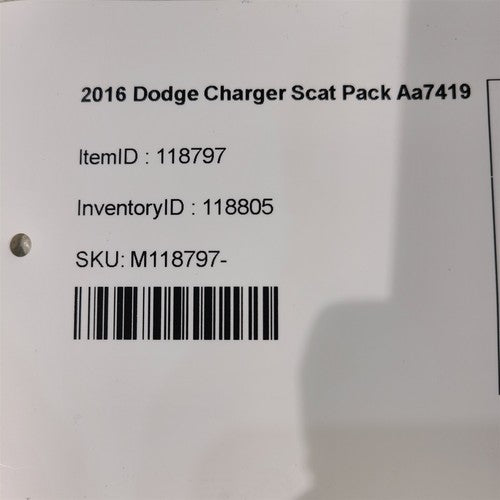 2016 Dodge Charger Scat Pack Aa7419
ItemID : 118797
InventoryID : 118805
SKU: M118797-